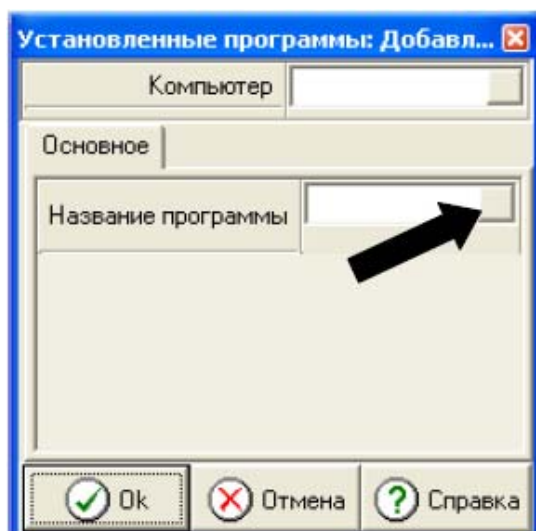 Установленные программы: Добавл...
Компьютер
Основное
Название программы
Ok Отмена Справка